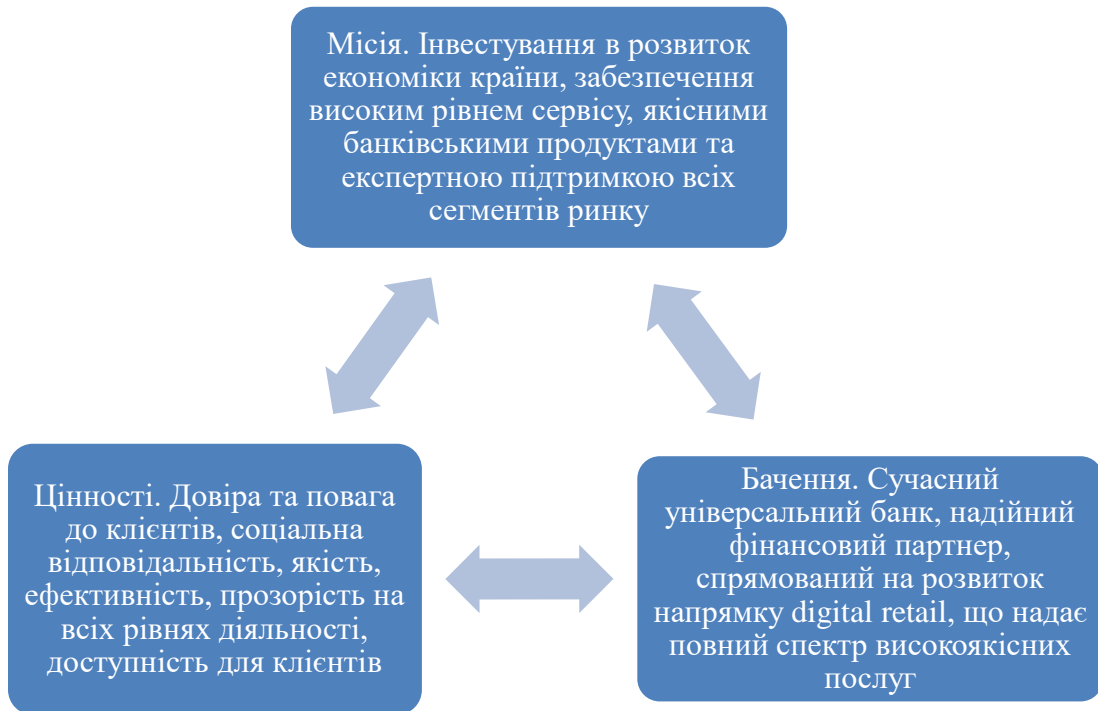 Місія. Інвестування в розвиток
економіки країни, забезпечення
високим рівнем сервісу, якісними
банківськими продуктами та
експертною підтримкою всіх
сегментів ринку
Цінності. Довіра та повага
до клієнтів, соціальна
відповідальність, якість,
ефективність, прозорість на
всіх рівнях діяльності,
доступність для клієнтів
Бачення. Сучасний
універсальний банк, надійний
фінансовий партнер,
спрямований на розвиток
напрямку digital retail, що надає
повний спектр високоякісних
послуг